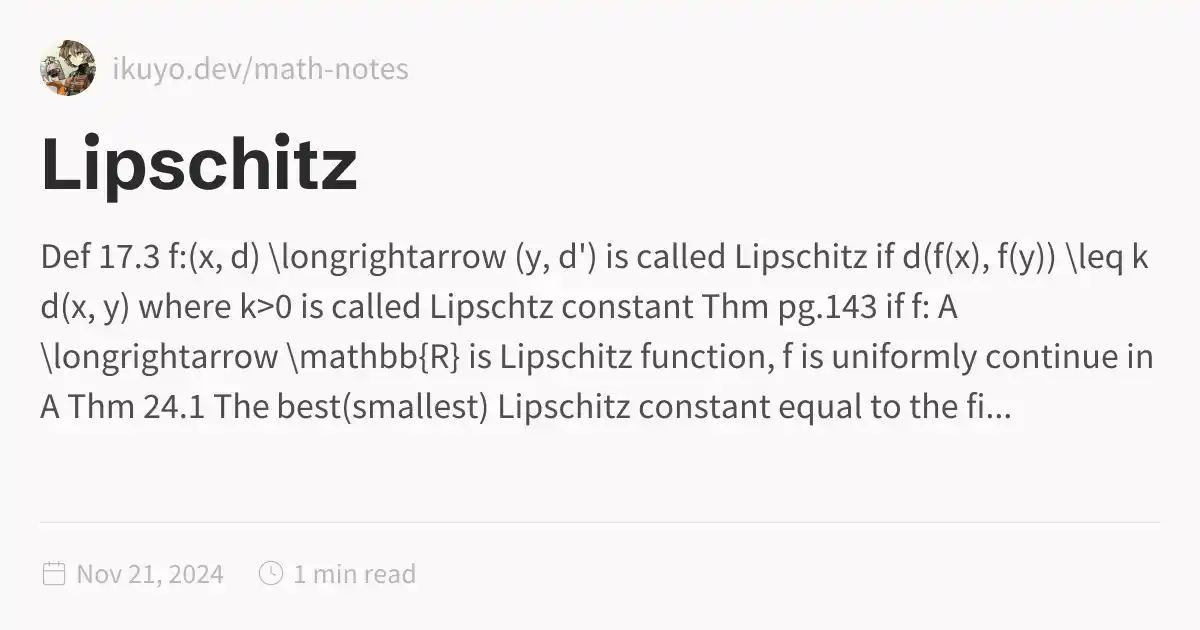 ikuyo.dev/math-notes
Lipschitz
Def 17.3 f:(x, d) \longrightarrow (y, d') is called Lipschitz if d(f(x), f(y)) \leq k
d(x, y) where k>0 is called Lipschtz constant Thm pg.143 if f: A
\longrightarrow \mathbb{R} is Lipschitz function, f is uniformly continue in
A Thm 24.1 The best(smallest) Lipschitz constant equal to the fi...
Nov 21, 2024 1 min read